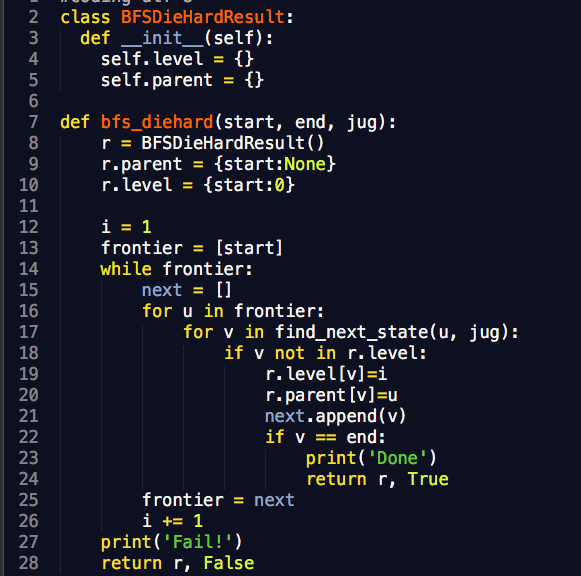 1 #coding utf-8
2 class BFSDieHardResult:
3   def __init__(self):
4     self.level = {}
5     self.parent = {}
6
7 def bfs_diehard(start, end, jug):
8     r = BFSDieHardResult()
9     r.parent = {start:None}
10     r.level = {start:0}
11
12     i = 1
13     frontier = [start]
14     while frontier:
15         next = []
16         for u in frontier:
17             for v in find_next_state(u, jug):
18                 if v not in r.level:
19                     r.level[v]=i
20                     r.parent[v]=u
21                     next.append(v)
22                     if v == end:
23                         print('Done')
24                         return r, True
25         frontier = next
26         i += 1
27     print('Fail!')
28     return r, False